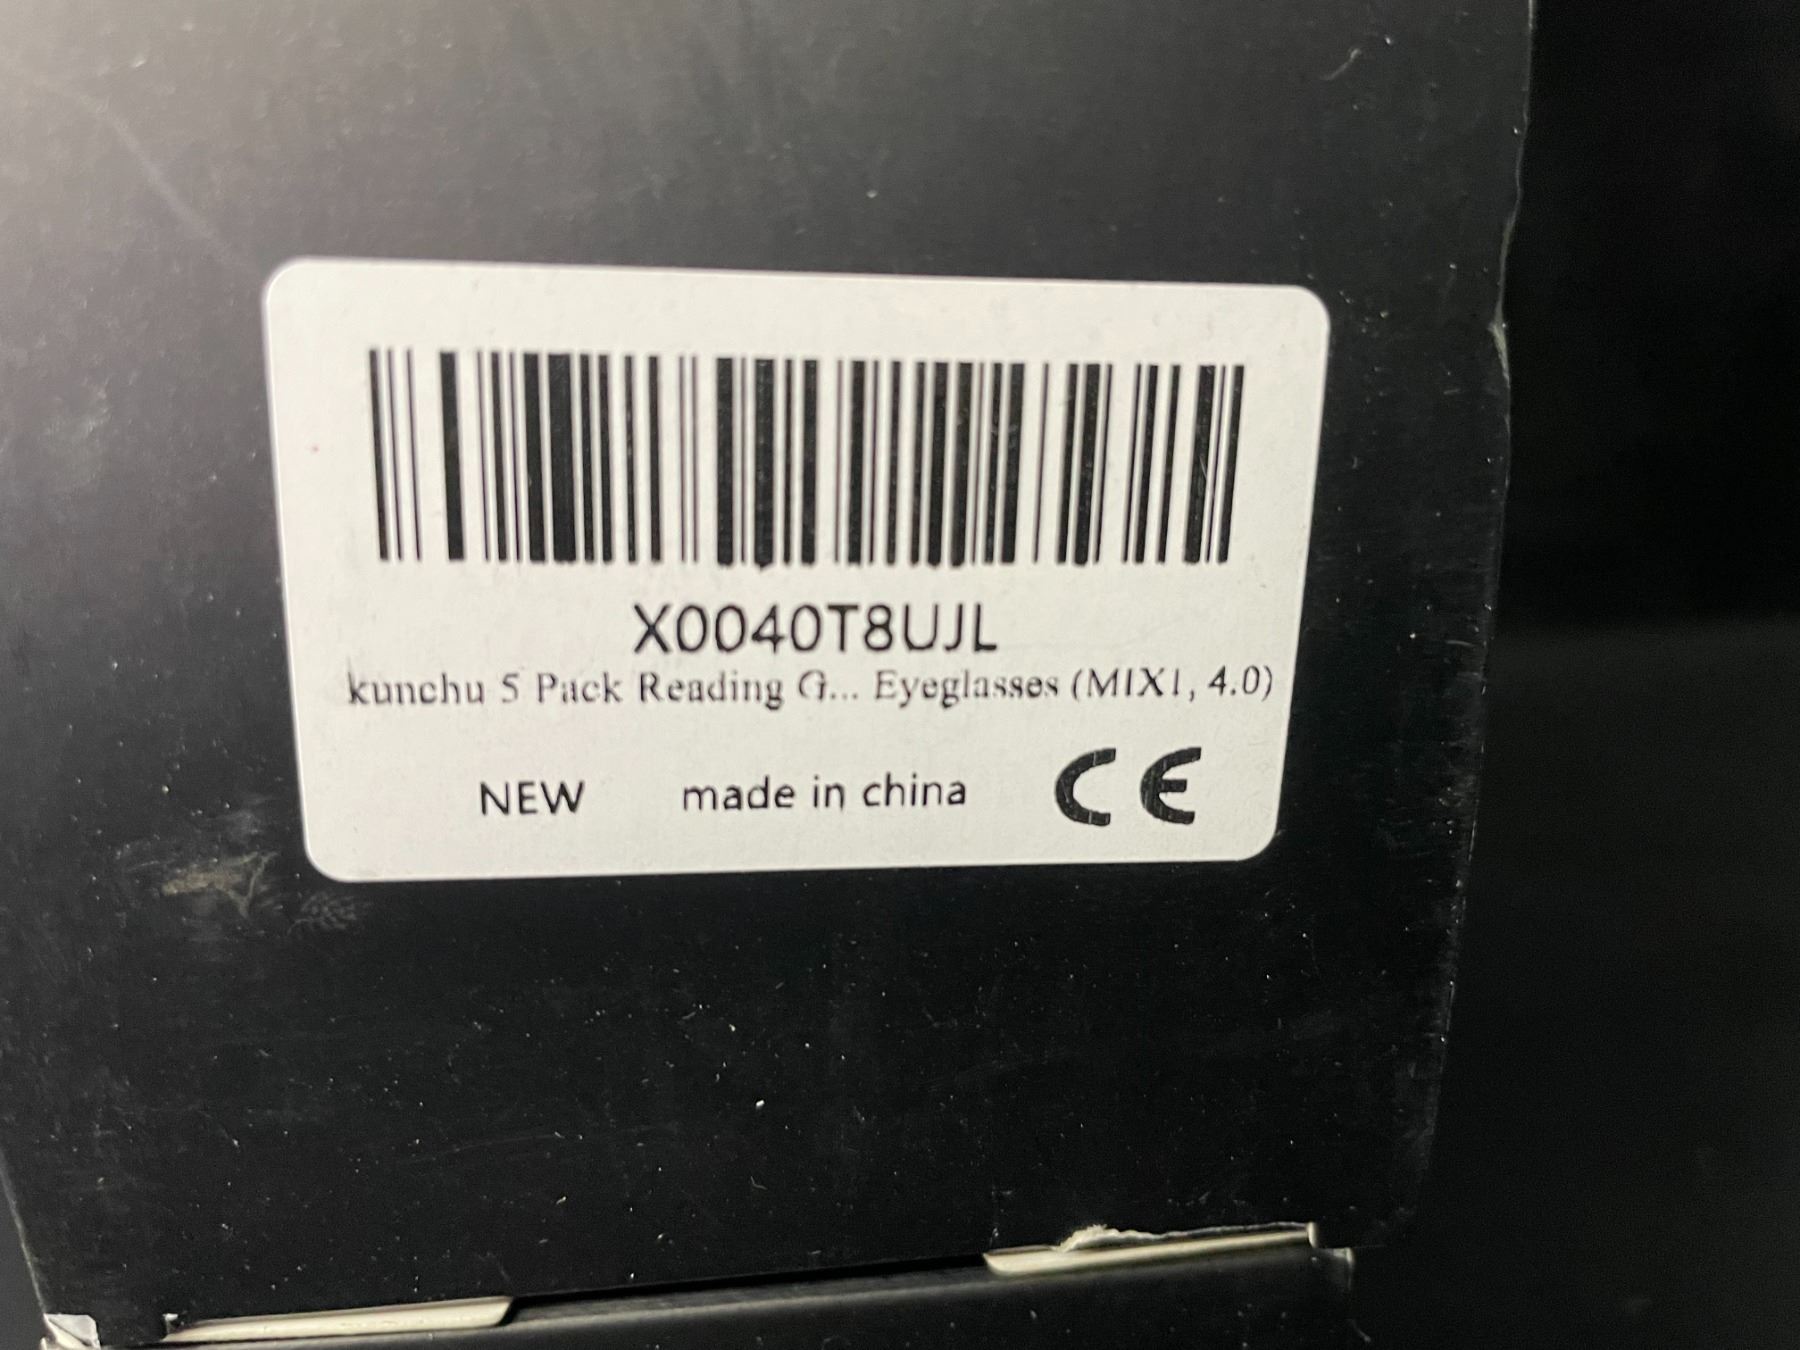 X0040T8UJL
kunchu 5 Pack Reading G... Eyeglasses (MIX1, 4.0)
NEW made in china CE